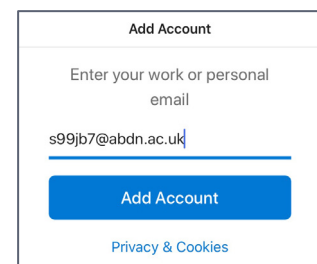 Add Account
Enter your work or personal
email
s99jb7@abdn.ac.uk
Add Account
Privacy & Cookies